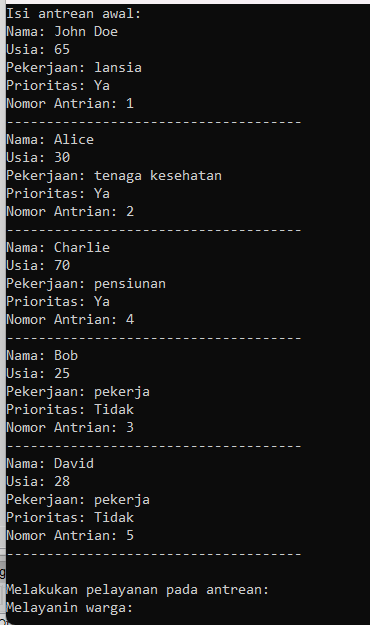 Isi antrean awal:
Nama: John Doe
Usia: 65
Pekerjaan: lansia
Prioritas: Ya
Nomor Antrian: 1
-------------------------------------
Nama: Alice
Usia: 30
Pekerjaan: tenaga kesehatan
Prioritas: Ya
Nomor Antrian: 2
-------------------------------------
Nama: Charlie
Usia: 70
Pekerjaan: pensiunan
Prioritas: Ya
Nomor Antrian: 4
-------------------------------------
Nama: Bob
Usia: 25
Pekerjaan: pekerja
Prioritas: Tidak
Nomor Antrian: 3
-------------------------------------
Nama: David
Usia: 28
Pekerjaan: pekerja
Prioritas: Tidak
Nomor Antrian: 5
-------------------------------------
Melakukan pelayanan pada antrean:
Melayanin warga: